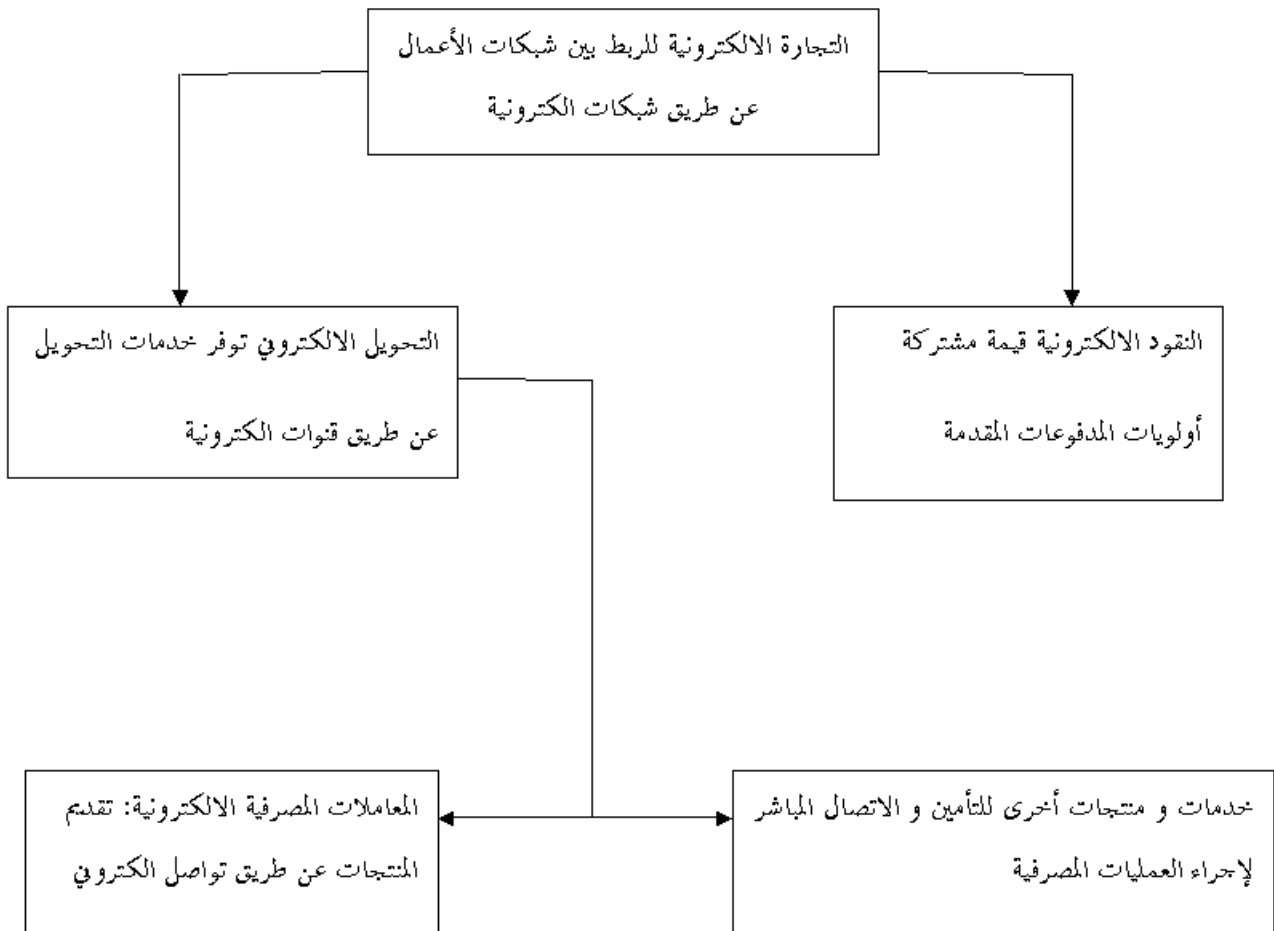 التجارة الالكترونية للربط بين شبكات الأعمال
عن طريق شبكات الكترونية
النقود الالكترونية قيمة مشتركة
أولويات المدفوعات المقدمة
التحويل الالكتروني توفر خدمات التحويل
عن طريق قنوات الكترونية
خدمات و منتجات أخرى للتأمين و الاتصال المباشر
لإجراء العمليات المصرفية
المعاملات المصرفية الالكترونية: تقديم
المنتجات عن طريق تواصل الكتروني